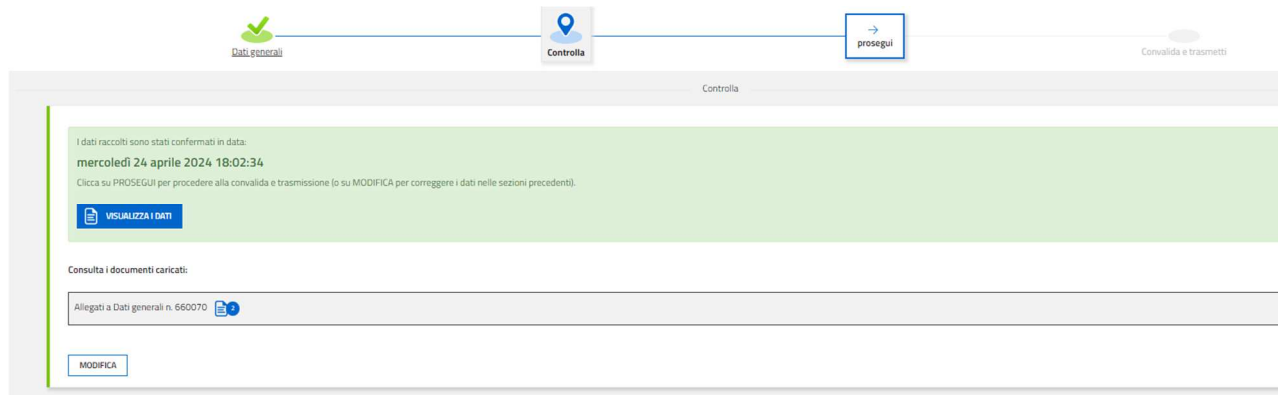 Dati generali
Controlla
prosegui
Convalida e trasmetti
Controlla
I dati raccolti sono stati confermati in data:
mercoledì 24 aprile 2024 18:02:34
Clicca su PROSEGUI per procedere alla convalida e trasmissione (o su MODIFICA per correggere i dati nelle sezioni precedenti).
VISUALIZZA I DATI
Consulta i documenti caricati:
Allegati a Dati generali n. 660070 2
MODIFICA